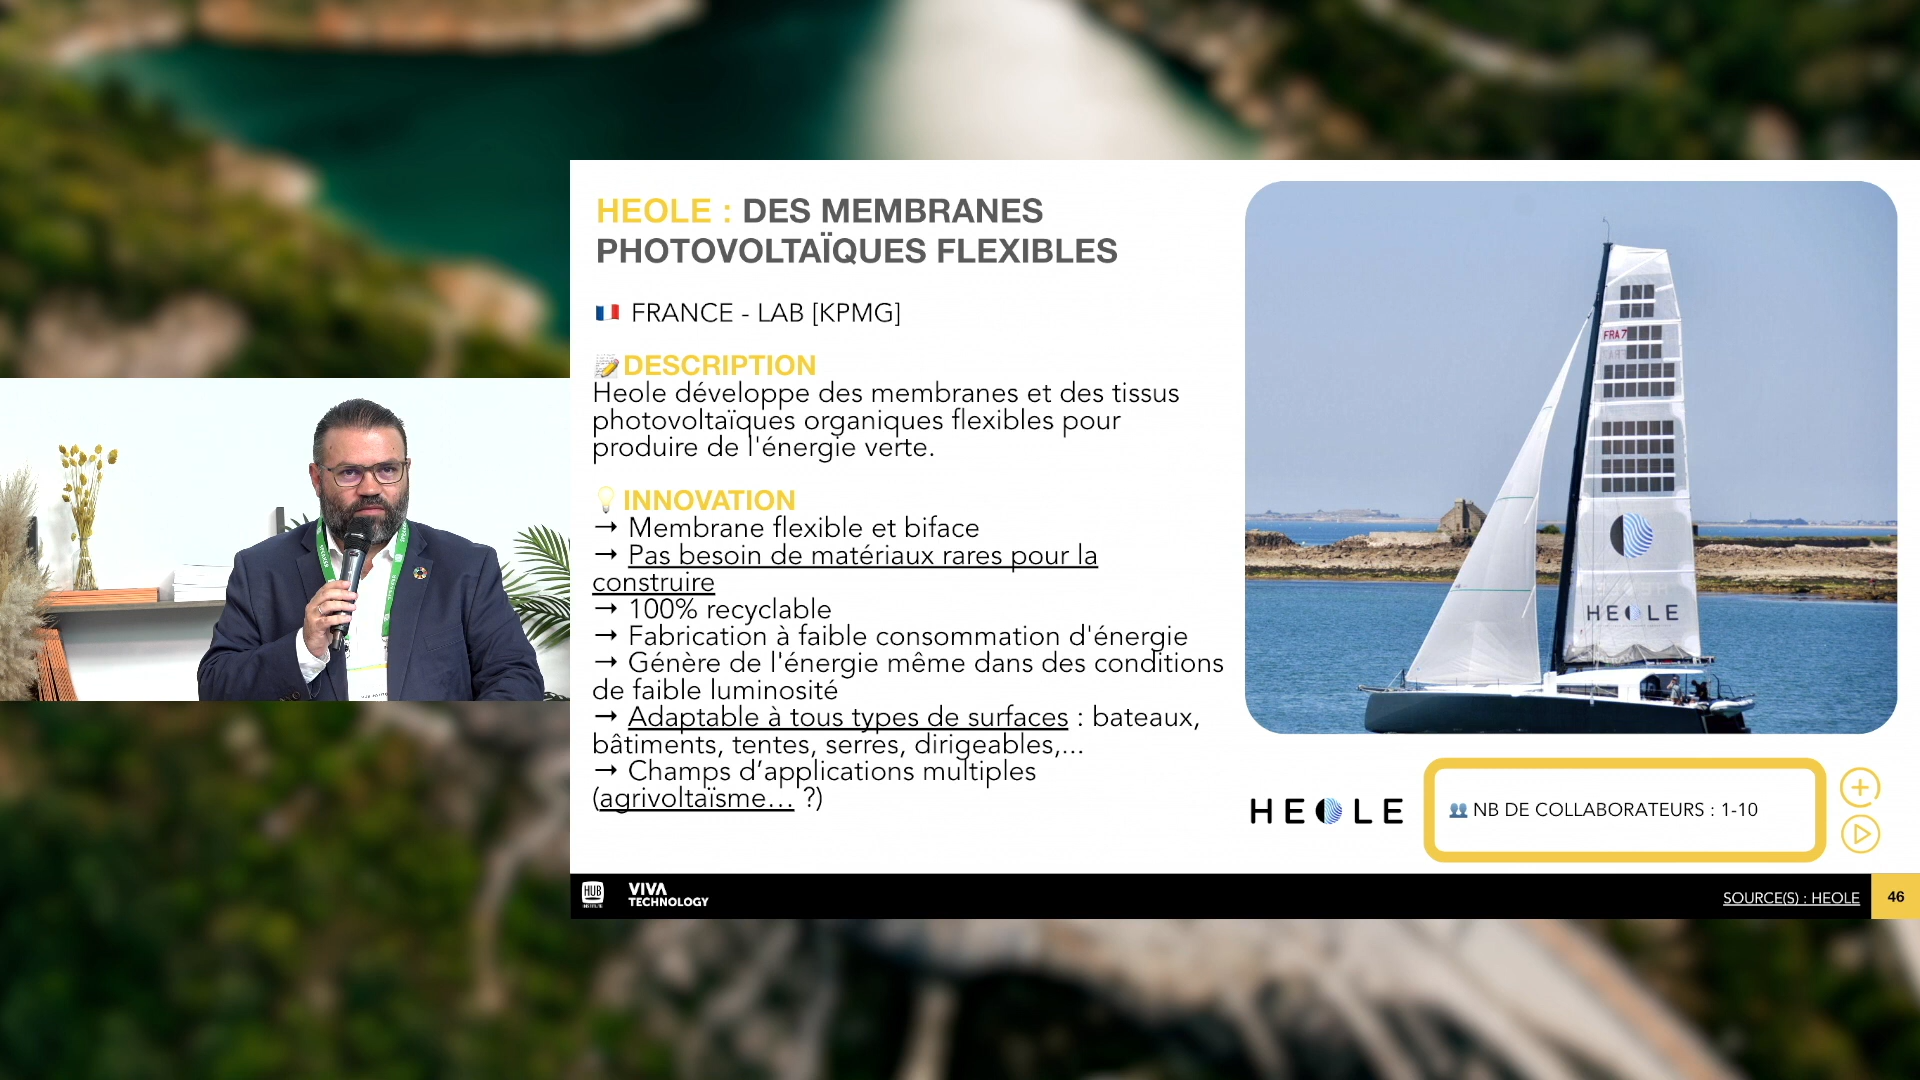 HEOLE : DES MEMBRANES
PHOTOVOLTAÏQUES FLEXIBLES
FRANCE - LAB [KPMG]
DESCRIPTION
Heole développe des membranes et des tissus
photovoltaïques organiques flexibles pour
produire de l'énergie verte.
INNOVATION
→ Membrane flexible et biface
→ Pas besoin de matériaux rares pour la
construire
→ 100% recyclable
→ Fabrication à faible consommation d'énergie
→ Génère de l'énergie même dans des conditions
de faible luminosité
→ Adaptable à tous types de surfaces : bateaux,
bâtiments, tentes, serres, dirigeables,...
→ Champs d’applications multiples
(agrivoltaïsme… ?)
FRA 7
HEOLE
HEOLE
NB DE COLLABORATEURS : 1-10
HUB
INSTITUTE
VIVA
TECHNOLOGY
SOURCE(S) : HEOLE
46
SPEAKER